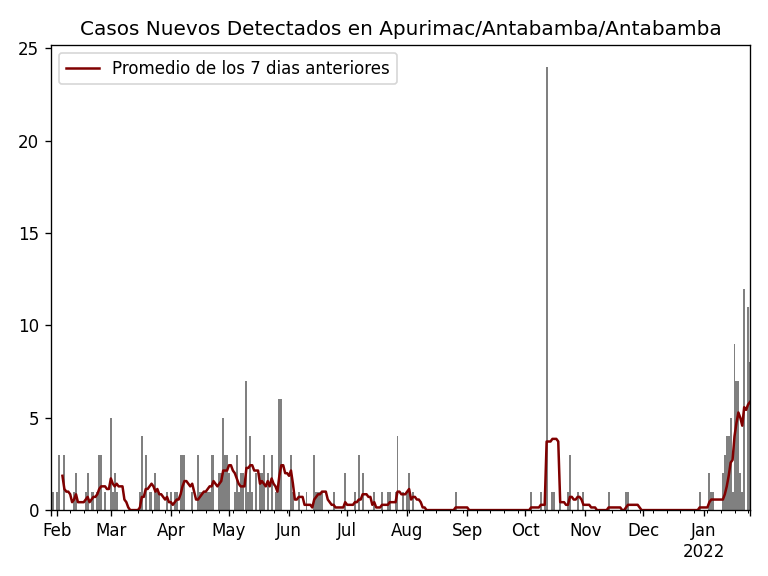 Casos Nuevos Detectados en Apurimac/Antabamba/Antabamba
Promedio de los 7 dias anteriores
25
20
15
10
5
0
Feb Mar Apr May Jun Jul Aug Sep Oct Nov Dec Jan
2022